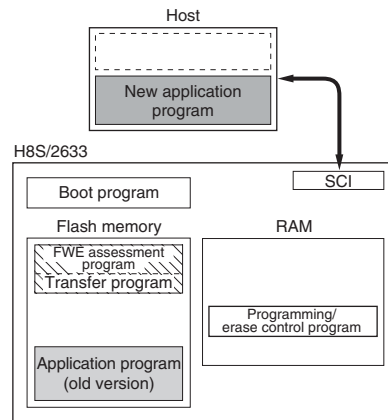 Host
New application
program
H8S/2633
SCI
Boot program
Flash memory
RAM
FWE assessment
program
Transfer program
Programming/
erase control program
Application program
(old version)